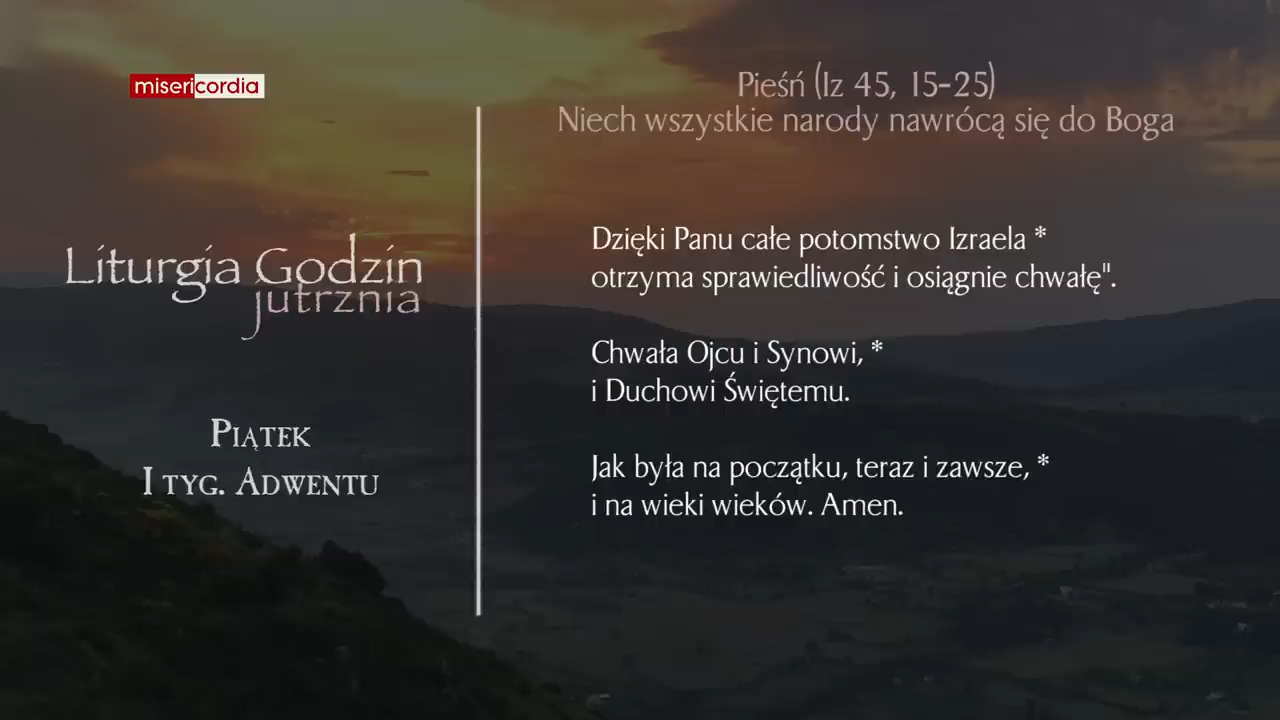 misericordia
Liturgia Godzin
jutrznia
Piątek
I tyg. Adwentu
Pieśń (Iz 45, 15-25)
Niech wszystkie narody nawrócą się do Boga
Dzięki Panu całe potomstwo Izraela *
otrzyma sprawiedliwość i osiągnie chwałę".
Chwała Ojcu i Synowi, *
i Duchowi Świętemu.
Jak była na początku, teraz i zawsze, *
i na wieki wieków. Amen.